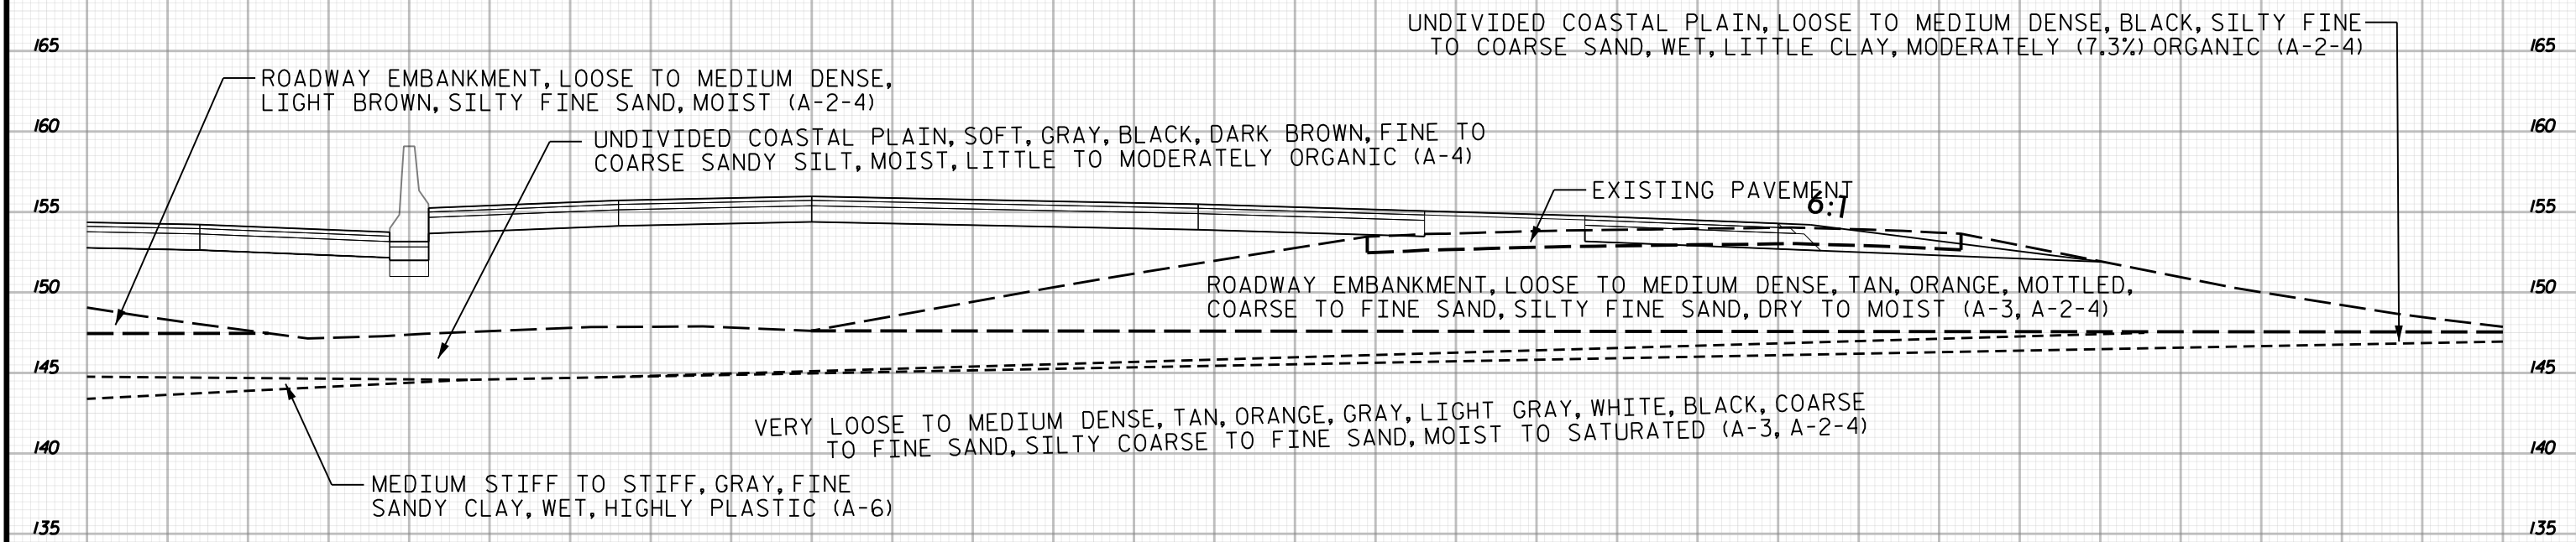 UNDIVIDED COASTAL PLAIN, LOOSE TO MEDIUM DENSE, BLACK, SILTY FINE
TO COARSE SAND, WET, LITTLE CLAY, MODERATELY (7.3%) ORGANIC (A-2-4)
165
165
ROADWAY EMBANKMENT, LOOSE TO MEDIUM DENSE,
LIGHT BROWN, SILTY FINE SAND, MOIST (A-2-4)
160
160
UNDIVIDED COASTAL PLAIN, SOFT, GRAY, BLACK, DARK BROWN, FINE TO
COARSE SANDY SILT, MOIST, LITTLE TO MODERATELY ORGANIC (A-4)
EXISTING PAVEMENT
6:1
155
155
150
150
ROADWAY EMBANKMENT, LOOSE TO MEDIUM DENSE, TAN, ORANGE, MOTTLED,
COARSE TO FINE SAND, SILTY FINE SAND, DRY TO MOIST (A-3, A-2-4)
145
145
VERY LOOSE TO MEDIUM DENSE, TAN, ORANGE, GRAY, LIGHT GRAY, WHITE, BLACK, COARSE
TO FINE SAND, SILTY COARSE TO FINE SAND, MOIST TO SATURATED (A-3, A-2-4)
140
140
MEDIUM STIFF TO STIFF, GRAY, FINE
SANDY CLAY, WET, HIGHLY PLASTIC (A-6)
135
135